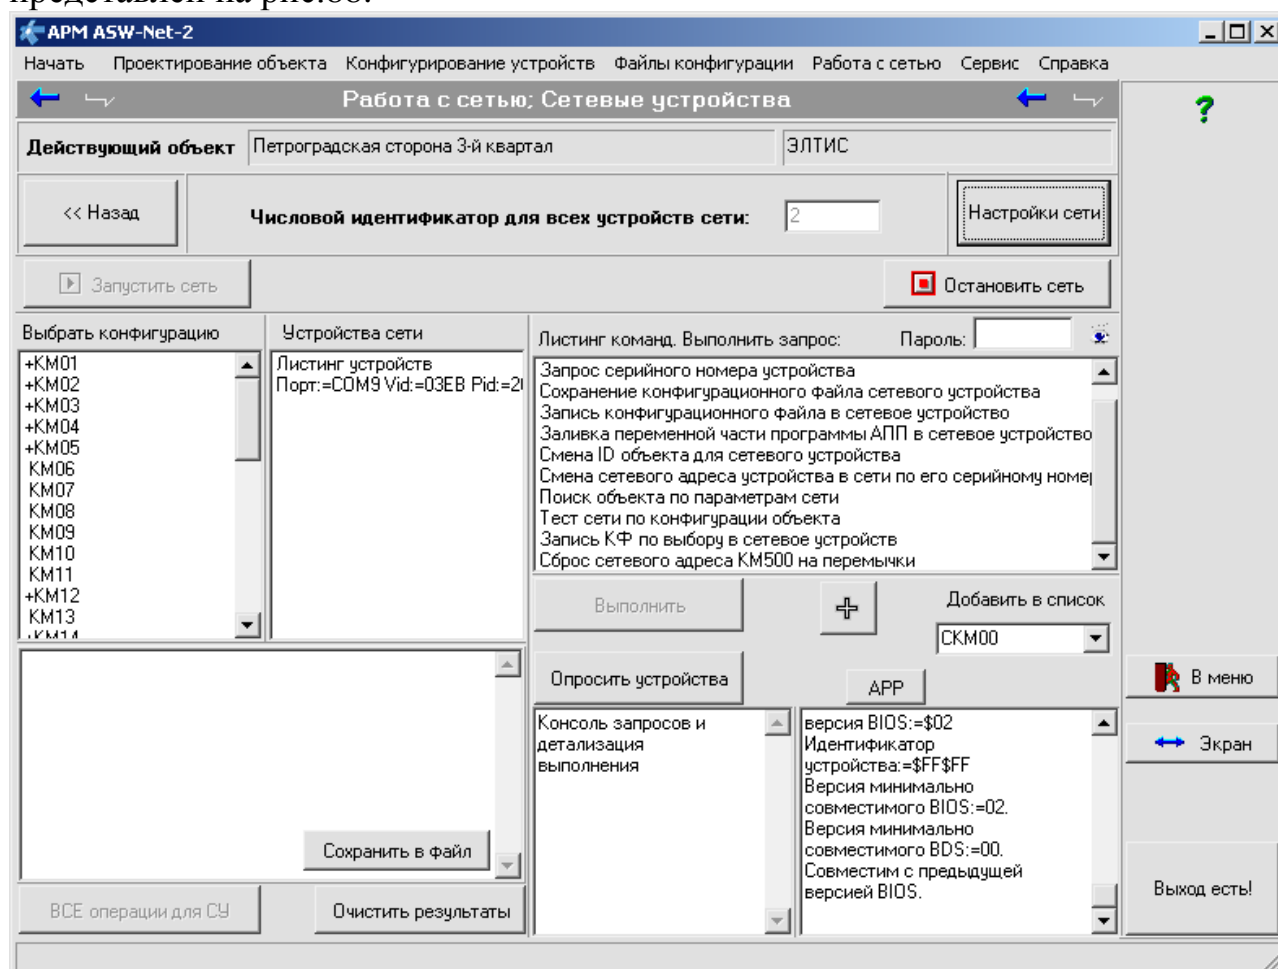 представлен на рис.88.
АРМ ASW-Net-2
Начать Проектирование объекта Конфигурирование устройств Файлы конфигурации Работа с сетью Сервис Справка
Работа с сетью; Сетевые устройства
Действующий объект Петроградская сторона 3-й квартал ЭЛТИС
<< Назад
Числовой идентификатор для всех устройств сети: 2
Настройки сети
Запустить сеть
Остановить сеть
Выбрать конфигурацию
+KM01
+KM02
+KM03
+KM04
+KM05
KM06
KM07
KM08
KM09
KM10
KM11
+KM12
KM13
+KM14
Устройства сети
Листинг устройств
Порт:=COM9 Vid:=03EB Pid:=2
Листинг команд. Выполнить запрос: Пароль:
Запрос серийного номера устройства
Сохранение конфигурационного файла сетевого устройства
Запись конфигурационного файла в сетевое устройство
Заливка переменной части программы АПП в сетевое устройство
Смена ID объекта для сетевого устройства
Смена сетевого адреса устройства в сети по его серийному номер
Поиск объекта по параметрам сети
Тест сети по конфигурации объекта
Запись КФ по выбору в сетевое устройств
Сброс сетевого адреса КМ500 на перемычки
Выполнить
Добавить в список
СКМ00
Опросить устройства
APP
Консоль запросов и
детализация
выполнения
версия BIOS:=$02
Идентификатор
устройства:=$FF$FF
Версия минимально
совместимого BIOS:=02.
Версия минимально
совместимого BDS:=00.
Совместим с предыдущей
версией BIOS.
Сохранить в файл
ВСЕ операции для СУ
Очистить результаты
?
В меню
Экран
Выход есть!